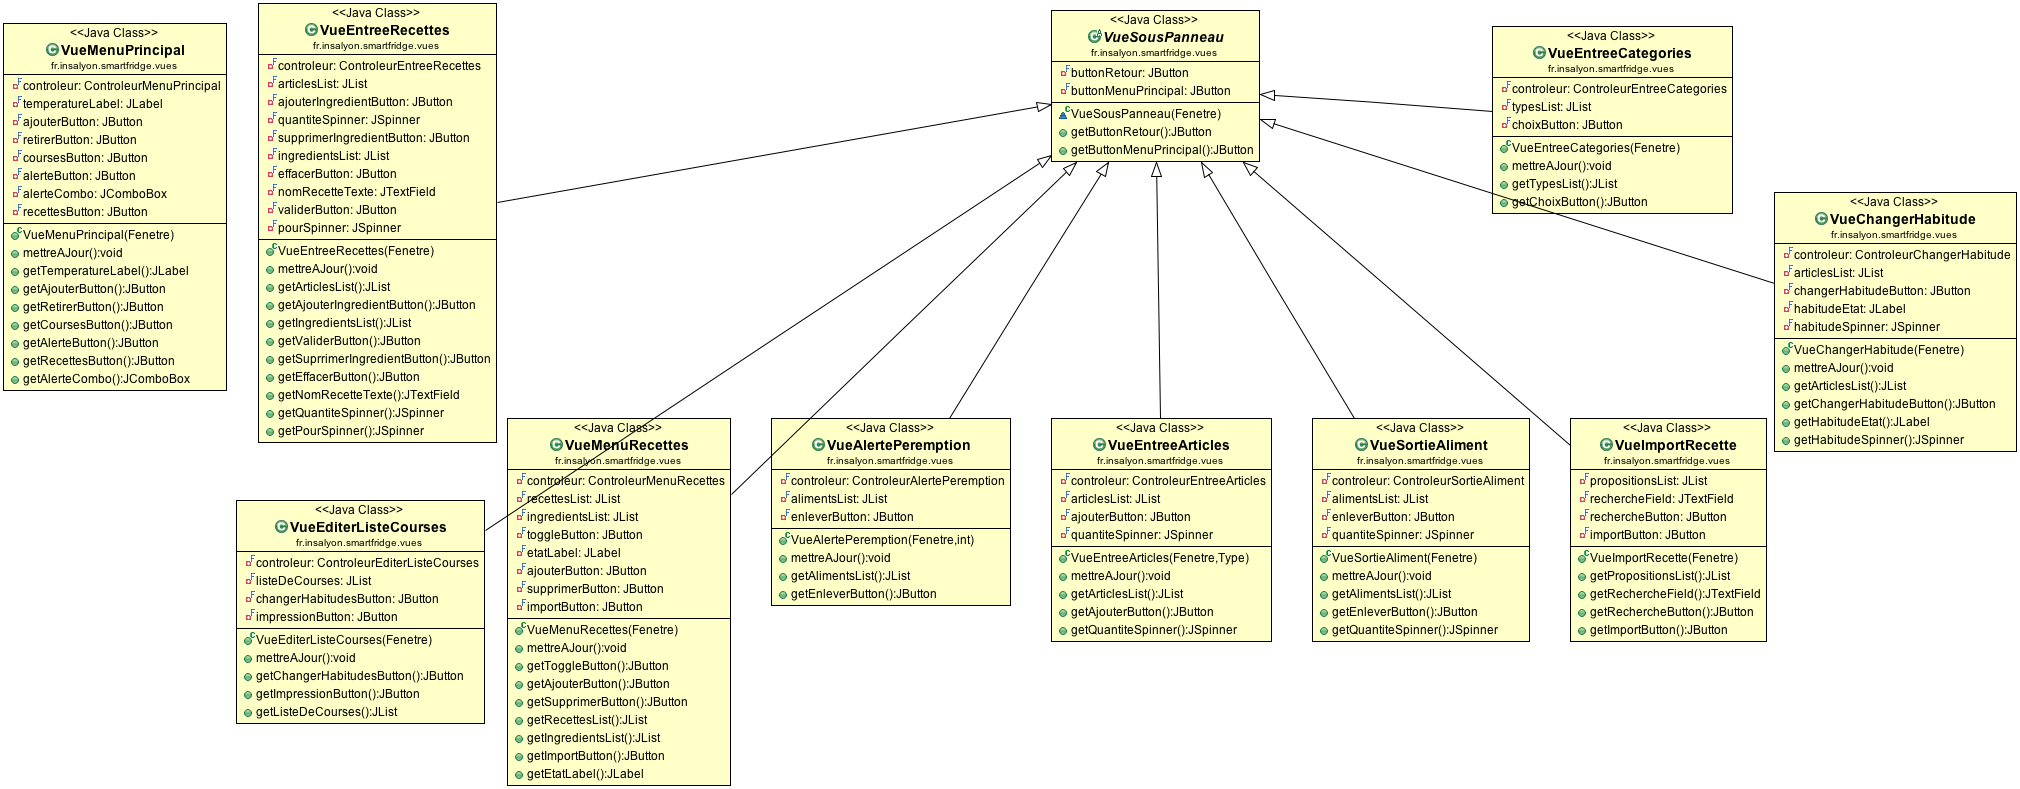 <<Java Class>>
VueMenuPrincipal
fr.insalyon.smartfridge.vues
controleur: ControleurMenuPrincipal
temperatureLabel: JLabel
ajouterButton: JButton
retirerButton: JButton
coursesButton: JButton
alerteButton: JButton
alerteCombo: JComboBox
recettesButton: JButton
VueMenuPrincipal(Fenetre)
mettreAJour():void
getTemperatureLabel():JLabel
getAjouterButton():JButton
getRetirerButton():JButton
getCoursesButton():JButton
getAlerteButton():JButton
getRecettesButton():JButton
getAlerteCombo():JComboBox
<<Java Class>>
VueEntreeRecettes
fr.insalyon.smartfridge.vues
controleur: ControleurEntreeRecettes
articlesList: JList
ajouterIngredientButton: JButton
quantiteSpinner: JSpinner
supprimerIngredientButton: JButton
ingredientsList: JList
effacerButton: JButton
nomRecetteTexte: JTextField
validerButton: JButton
pourSpinner: JSpinner
VueEntreeRecettes(Fenetre)
mettreAJour():void
getArticlesList():JList
getAjouterIngredientButton():JButton
getIngredientsList():JList
getValiderButton():JButton
getSuprrimerIngredientButton():JButton
getEffacerButton():JButton
getNomRecetteTexte():JTextField
getQuantiteSpinner():JSpinner
getPourSpinner():JSpinner
<<Java Class>>
VueSousPanneau
fr.insalyon.smartfridge.vues
buttonRetour: JButton
buttonMenuPrincipal: JButton
VueSousPanneau(Fenetre)
getButtonRetour():JButton
getButtonMenuPrincipal():JButton
<<Java Class>>
VueEntreeCategories
fr.insalyon.smartfridge.vues
controleur: ControleurEntreeCategories
typesList: JList
choixButton: JButton
VueEntreeCategories(Fenetre)
mettreAJour():void
getTypesList():JList
getChoixButton():JButton
<<Java Class>>
VueChangerHabitude
fr.insalyon.smartfridge.vues
controleur: ControleurChangerHabitude
articlesList: JList
changerHabitudeButton: JButton
habitudeEtat: JLabel
habitudeSpinner: JSpinner
VueChangerHabitude(Fenetre)
mettreAJour():void
getArticlesList():JList
getChangerHabitudeButton():JButton
getHabitudeEtat():JLabel
getHabitudeSpinner():JSpinner
<<Java Class>>
VueEditerListeCourses
fr.insalyon.smartfridge.vues
controleur: ControleurEditerListeCourses
listeDeCourses: JList
changerHabitudesButton: JButton
impressionButton: JButton
VueEditerListeCourses(Fenetre)
mettreAJour():void
getChangerHabitudesButton():JButton
getImpressionButton():JButton
getListeDeCourses():JList
<<Java Class>>
VueMenuRecettes
fr.insalyon.smartfridge.vues
controleur: ControleurMenuRecettes
recettesList: JList
ingredientsList: JList
toggleButton: JButton
etatLabel: JLabel
ajouterButton: JButton
supprimerButton: JButton
importButton: JButton
VueMenuRecettes(Fenetre)
mettreAJour():void
getToggleButton():JButton
getAjouterButton():JButton
getSupprimerButton():JButton
getRecettesList():JList
getIngredientsList():JList
getImportButton():JButton
getEtatLabel():JLabel
<<Java Class>>
VueAlertePeremption
fr.insalyon.smartfridge.vues
controleur: ControleurAlertePeremption
alimentsList: JList
enleverButton: JButton
VueAlertePeremption(Fenetre,int)
mettreAJour():void
getAlimentsList():JList
getEnleverButton():JButton
<<Java Class>>
VueEntreeArticles
fr.insalyon.smartfridge.vues
controleur: ControleurEntreeArticles
articlesList: JList
ajouterButton: JButton
quantiteSpinner: JSpinner
VueEntreeArticles(Fenetre,Type)
mettreAJour():void
getArticlesList():JList
getAjouterButton():JButton
getQuantiteSpinner():JSpinner
<<Java Class>>
VueSortieAliment
fr.insalyon.smartfridge.vues
controleur: ControleurSortieAliment
alimentsList: JList
enleverButton: JButton
quantiteSpinner: JSpinner
VueSortieAliment(Fenetre)
mettreAJour():void
getAlimentsList():JList
getEnleverButton():JButton
getQuantiteSpinner():JSpinner
<<Java Class>>
VueImportRecette
fr.insalyon.smartfridge.vues
propositionsList: JList
rechercheField: JTextField
rechercheButton: JButton
importButton: JButton
VueImportRecette(Fenetre)
getPropositionsList():JList
getRechercheField():JTextField
getRechercheButton():JButton
getImportButton():JButton